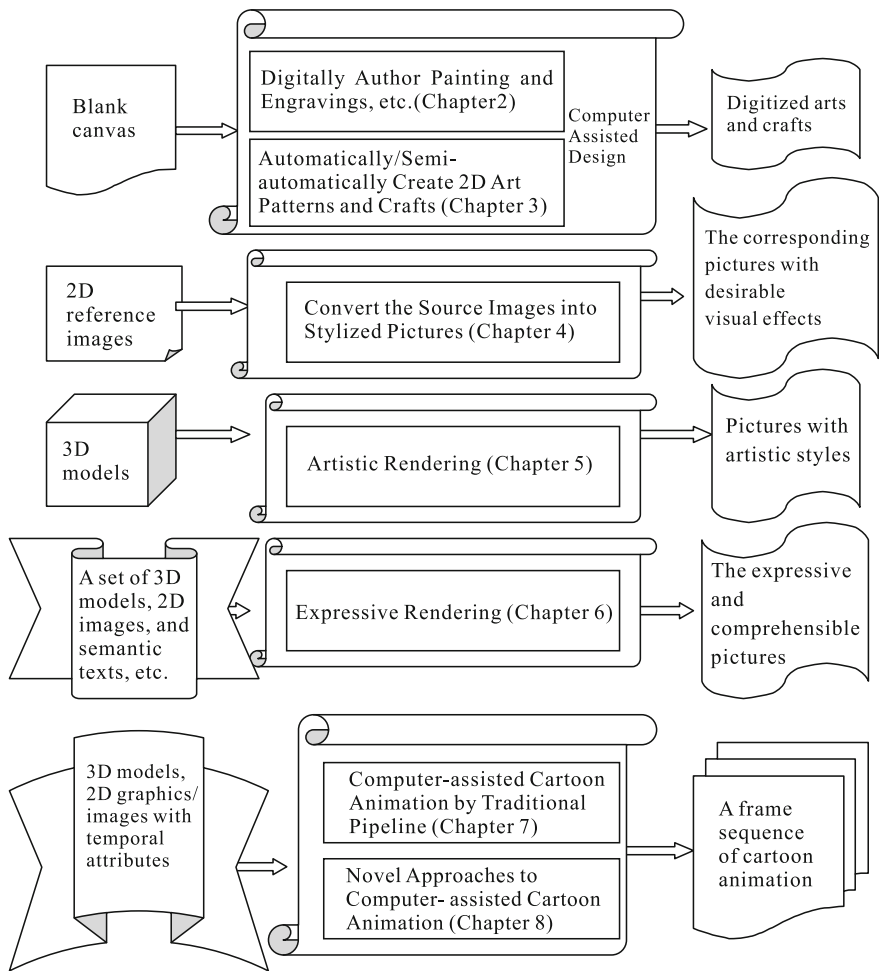 Blank
canvas
Digitally Author Painting and
Engravings, etc.(Chapter2)
Automatically/Semi-
automatically Create 2D Art
Patterns and Crafts (Chapter 3)
Computer
Assisted
Design
Digitized arts
and crafts
2D
reference
images
Convert the Source Images into
Stylized Pictures (Chapter 4)
The corresponding
pictures with
desirable
visual effects
3D
models
Artistic Rendering (Chapter 5)
Pictures with
artistic styles
A set of 3D
models, 2D
images, and
semantic
texts, etc.
Expressive Rendering (Chapter 6)
The expressive
and
comprehensible
pictures
3D models,
2D graphics/
images with
temporal
attributes
Computer-assisted Cartoon
Animation by Traditional
Pipeline (Chapter 7)
Novel Approaches to
Computer- assisted Cartoon
Animation (Chapter 8)
A frame
sequence
of cartoon
animation